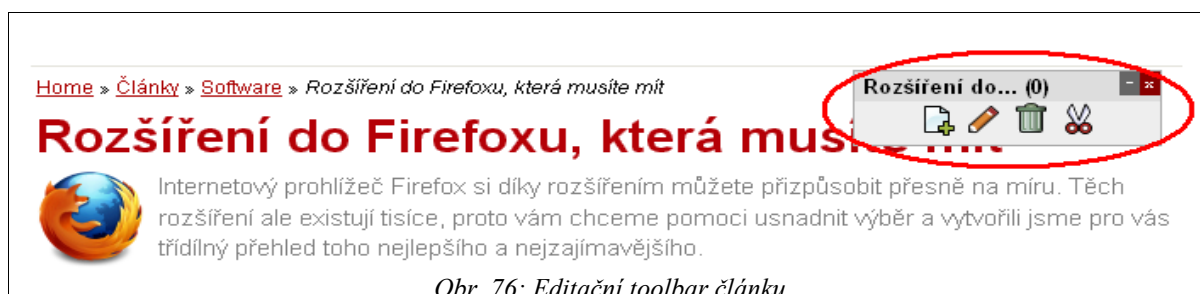 Home » Články » Software » Rozšíření do Firefoxu, která musíte mít
Rozšíření do... (0)
Rozšíření do Firefoxu, která musíte mít
Internetový prohlížeč Firefox si díky rozšířením můžete přizpůsobit přesně na míru. Těch
rozšíření ale existují tisíce, proto vám chceme pomoci usnadnit výběr a vytvořili jsme pro vás
třídílný přehled toho nejlepšího a nejzajímavějšího.
Obr. 76: Editační toolbar článku